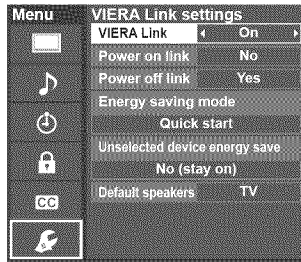 Menu
VIERA Link settings
VIERA Link On
Power on link No
Power off link Yes
Energy saving mode
Quick start
Unselected device energy save
No (stay on)
Default speakers TV
CC